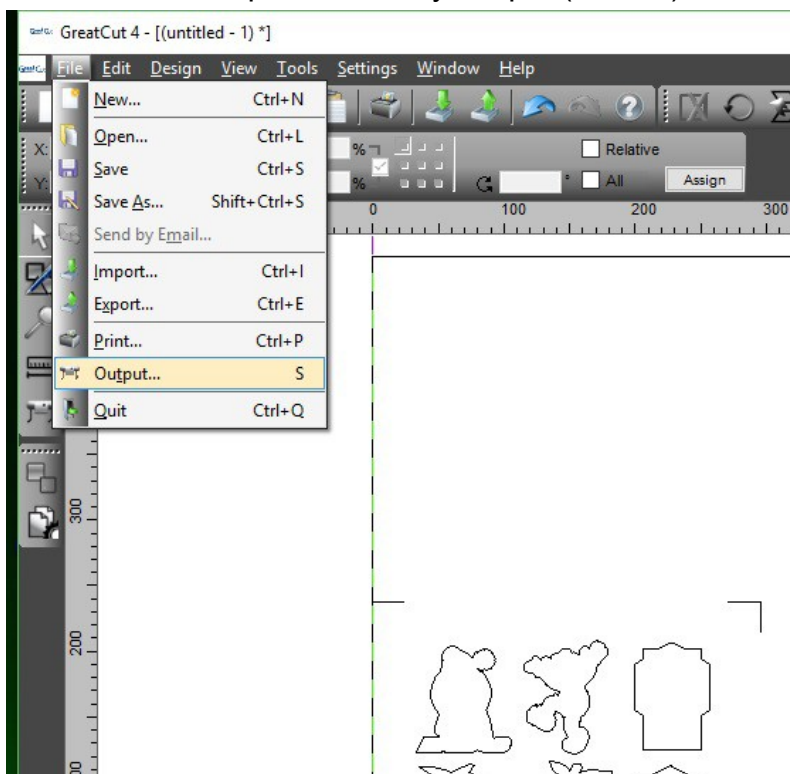 GreatCut 4 - [(untitled - 1) *]
File Edit Design View Tools Settings Window Help
New... Ctrl+N
Open... Ctrl+L
Save Ctrl+S
Save As... Shift+Ctrl+S
Send by Email...
Import... Ctrl+I
Export... Ctrl+E
Print... Ctrl+P
Output... S
Quit Ctrl+Q
X: % Relative
Y: % ° All Assign
0 100 200 300
300
200